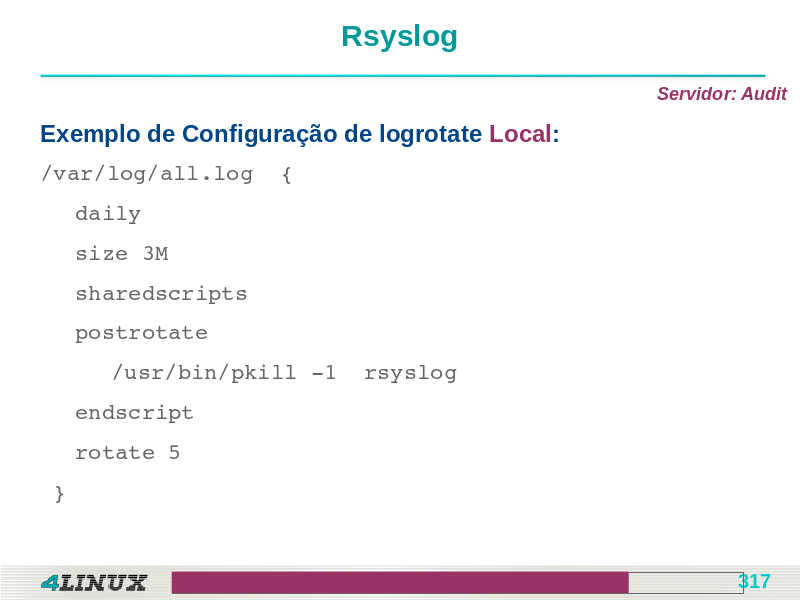 Rsyslog
Servidor: Audit
Exemplo de Configuração de logrotate Local:
/var/log/all.log  {
daily
size 3M
sharedscripts
postrotate
/usr/bin/pkill -1  rsyslog
endscript
rotate 5
}
4LINUX
317